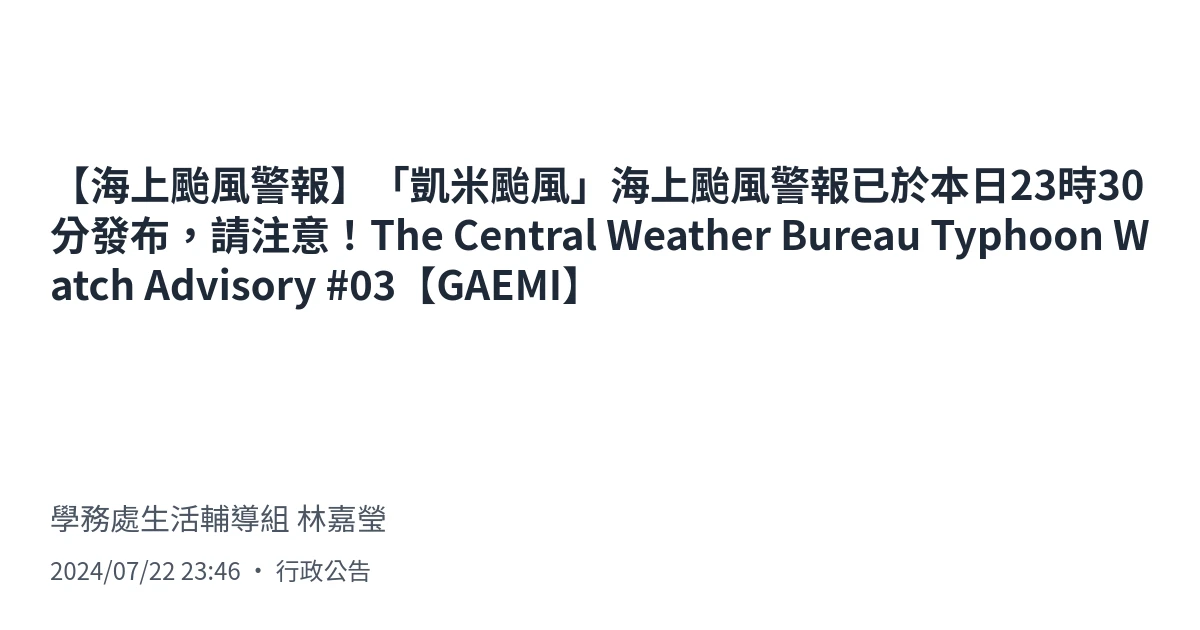 【海上颱風警報】「凱米颱風」海上颱風警報已於本日23時30
分發布，請注意！The Central Weather Bureau Typhoon W
atch Advisory #03【GAEMI】
學務處生活輔導組 林嘉瑩
2024/07/22 23:46 • 行政公告